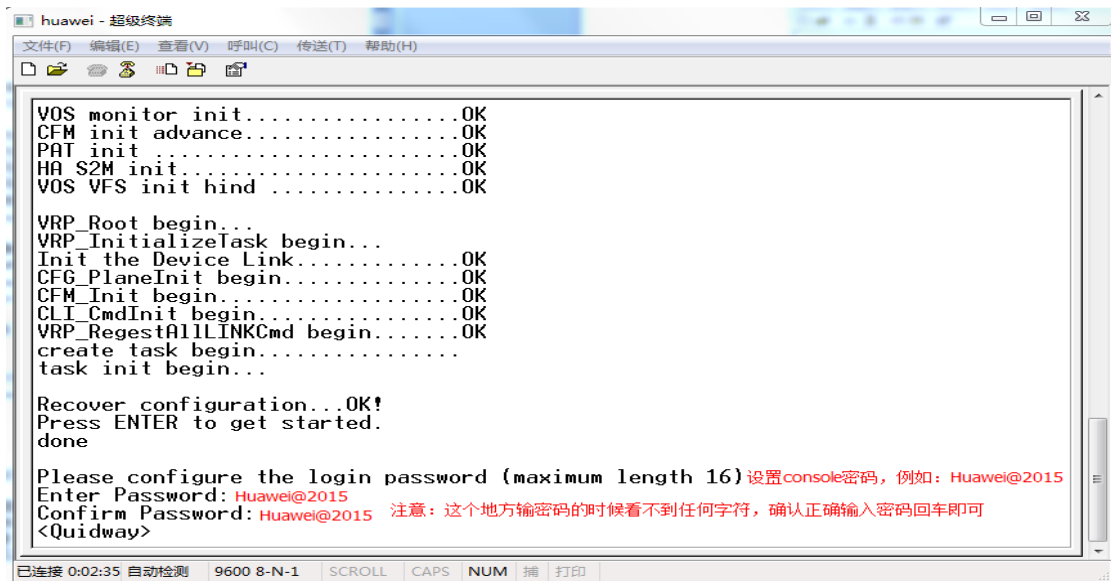 huawei - 超级终端
文件(F) 编辑(E) 查看(V) 呼叫(C) 传送(T) 帮助(H)
VOS monitor init.................OK
CFM init advance.................OK
PAT init ........................OK
HA S2M init......................OK
VOS VFS init hind ...............OK
VRP_Root begin...
VRP_InitializeTask begin...
Init the Device Link.............OK
CFG_PlaneInit begin..............OK
CFM_Init begin...................OK
CLI_CmdInit begin................OK
VRP_RegestAllLINKCmd begin.......OK
create task begin................
task init begin...
Recover configuration...OK!
Press ENTER to get started.
done
Please configure the login password (maximum length 16)设置console密码，例如：Huawei@2015
Enter Password: Huawei@2015
Confirm Password: Huawei@2015 注意：这个地方输密码的时候看不到任何字符，确认正确输入密码回车即可
<Quidway>
已连接 0:02:35 自动检测 9600 8-N-1 SCROLL CAPS NUM 捕 打印